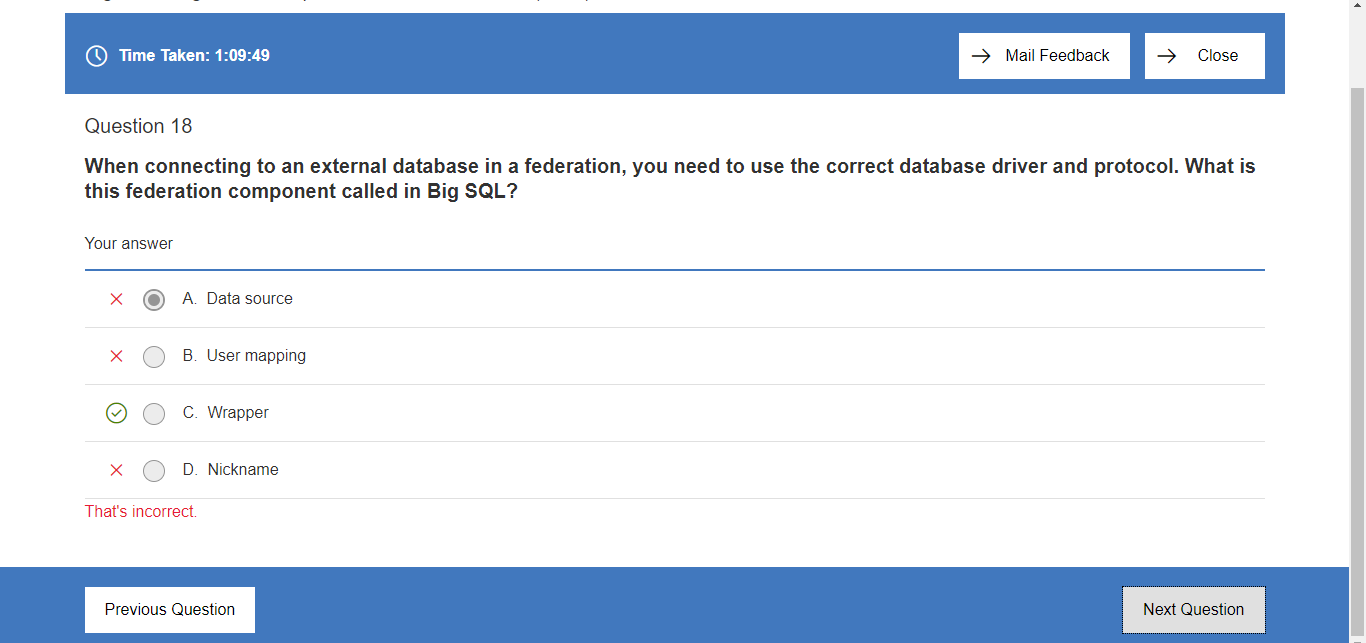 Time Taken: 1:09:49
Mail Feedback
Close
Question 18
When connecting to an external database in a federation, you need to use the correct database driver and protocol. What is
this federation component called in Big SQL?
Your answer
A. Data source
B. User mapping
C. Wrapper
D. Nickname
That's incorrect.
Previous Question
Next Question